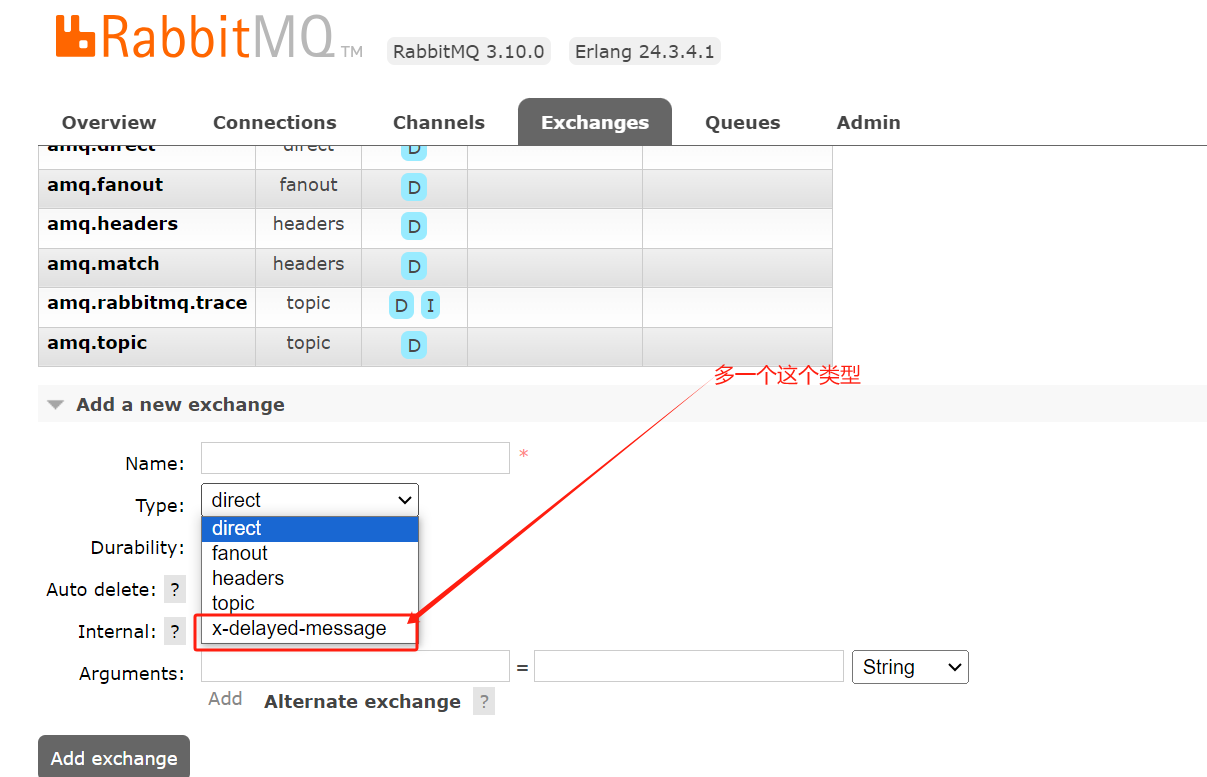 RabbitMQ TM RabbitMQ 3.10.0 Erlang 24.3.4.1
Overview Connections Channels Exchanges Queues Admin
amq.direct direct D
amq.fanout fanout D
amq.headers headers D
amq.match headers D
amq.rabbitmq.trace topic D I
amq.topic topic D
多一个这个类型
Add a new exchange
Name: *
Type: direct
direct
Durability:
fanout
headers
Auto delete: ?
topic
Internal: ? x-delayed-message
Arguments: = String
Add Alternate exchange ?
Add exchange